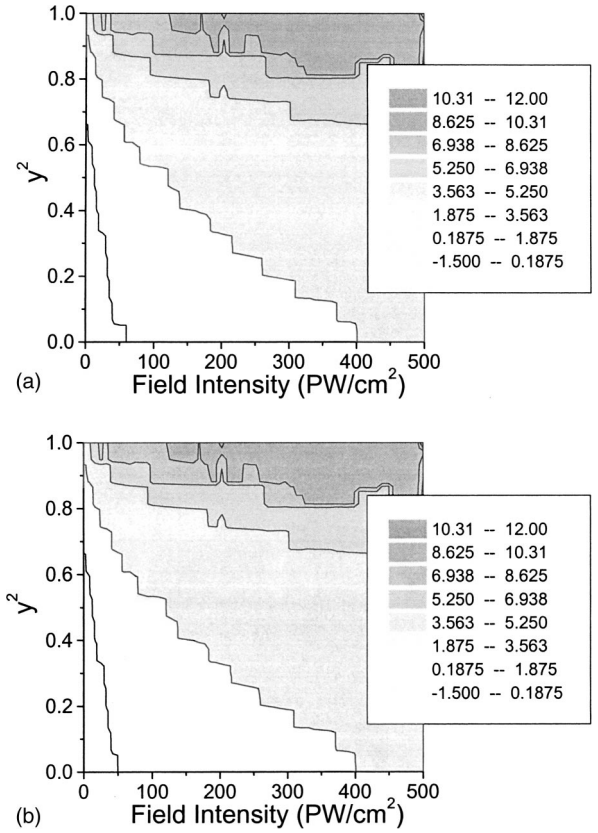 1.0
0.8
0.6
0.4
0.2
0.0
y²
0 100 200 300 400 500
Field Intensity (PW/cm²)
(a)
10.31 -- 12.00
8.625 -- 10.31
6.938 -- 8.625
5.250 -- 6.938
3.563 -- 5.250
1.875 -- 3.563
0.1875 -- 1.875
-1.500 -- 0.1875
1.0
0.8
0.6
0.4
0.2
0.0
y²
0 100 200 300 400 500
Field Intensity (PW/cm²)
(b)
10.31 -- 12.00
8.625 -- 10.31
6.938 -- 8.625
5.250 -- 6.938
3.563 -- 5.250
1.875 -- 3.563
0.1875 -- 1.875
-1.500 -- 0.1875